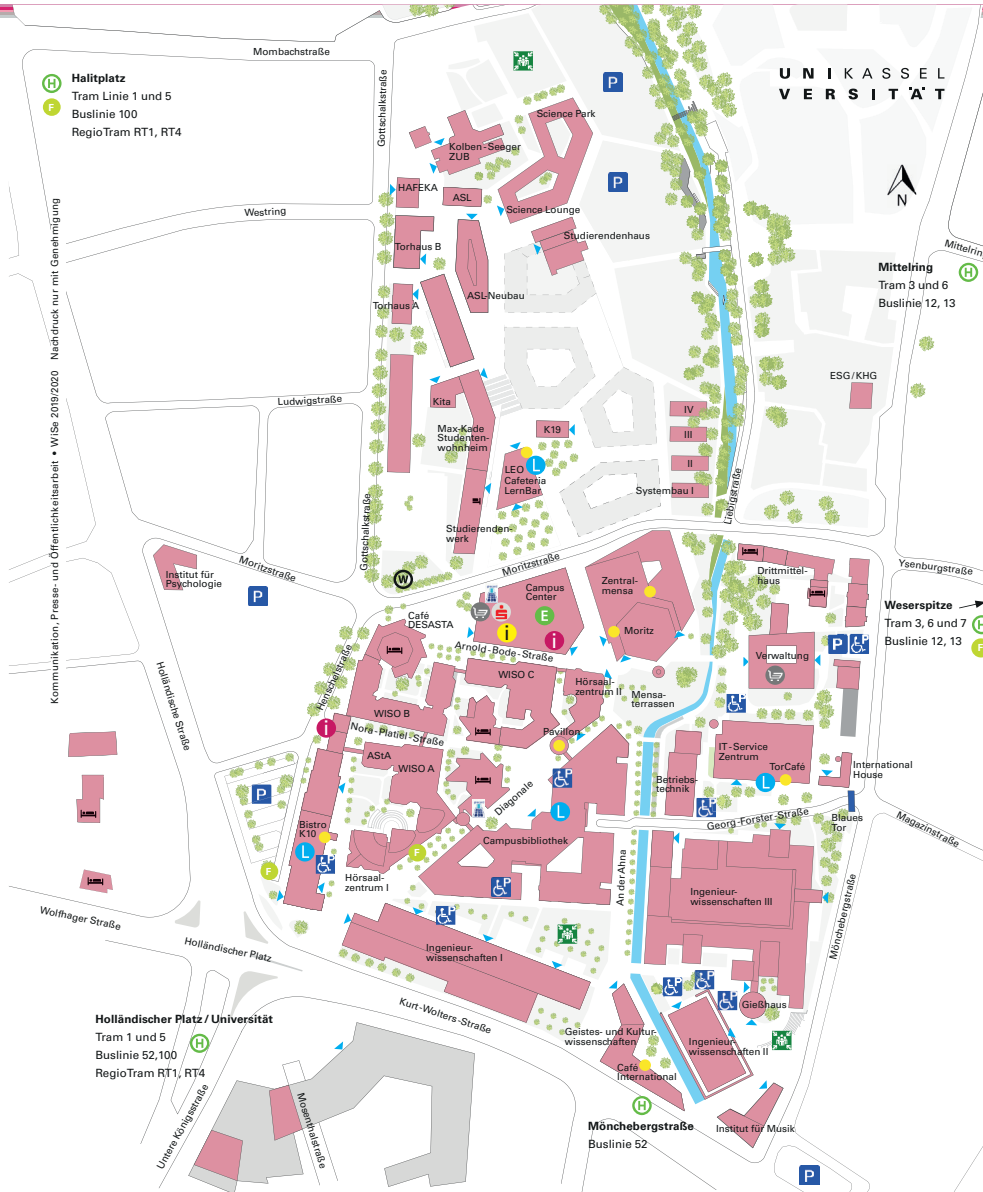 Mombachstraße
UNIKASSEL
VERSITÄT
H
Halitplatz
F
Tram Linie 1 und 5
Buslinie 100
RegioTram RT1, RT4
Gottschalkstraße
P
Science Park
Kolben-Seeger
ZUB
P
HAFEKA
ASL
Science Lounge
N
Westring
Torhaus B
Studierendenhaus
Mittelring
Mittelring
H
Tram 3 und 6
Buslinie 12, 13
ASL-Neubau
Torhaus A
Kommunikation, Presse- und Öffentlichkeitsarbeit • WiSe 2019/2020 Nachdruck nur mit Genehmigung
ESG/KHG
Ludwigstraße
Kita
IV
III
II
Systembau I
K19
Max-Kade
Studenten-
wohnheim
LEO
L
Cafeteria
LernBar
Studierenden-
werk
Liebigstraße
Gottschalkstraße
Moritzstraße
Moritzstraße
Institut für
Psychologie
P
W
Ysenburgstraße
Drittmittel-
haus
Zentral-
mensa
Campus
Center
E
i
i
Café
DESASTA
Moritz
Arnold-Bode-Straße
Weserspitze
Tram 3, 6 und 7
H
Buslinie 12, 13
F
P
P
Verwaltung
WISO C
Hörsaal-
zentrum II
Mensa-
terrassen
P
Henschelstraße
Holländische Straße
WISO B
i
Nora-Platiel-Straße
Pavillon
AStA
WISO A
P
IT-Service
Zentrum
TorCafé
L
International
House
Betriebs-
technik
P
Diagonale
L
P
Blaues
Tor
Georg-Forster-Straße
Magazinstraße
Bistro
K10
L
P
F
F
Hörsaal-
zentrum I
Campusbibliothek
P
An der Ahna
Ingenieur-
wissenschaften III
Mönchebergstraße
Wolfhager Straße
P
Holländischer Platz
Ingenieur-
wissenschaften I
P
P
P
Gießhaus
Kurt-Wolters-Straße
Holländischer Platz / Universität
Tram 1 und 5
H
Buslinie 52,100
RegioTram RT1, RT4
Geistes- und Kultur-
wissenschaften
Ingenieur-
wissenschaften II
Café
International
Untere Königsstraße
Mosenthalstraße
H
Mönchebergstraße
Buslinie 52
Institut für Musik
P